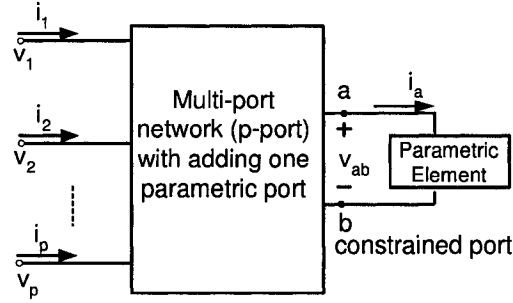 i1
v1
i2
v2
ip
vp
Multi-port
network (p-port)
with adding one
parametric port
a
ia
+
vab
−
b
Parametric
Element
constrained port